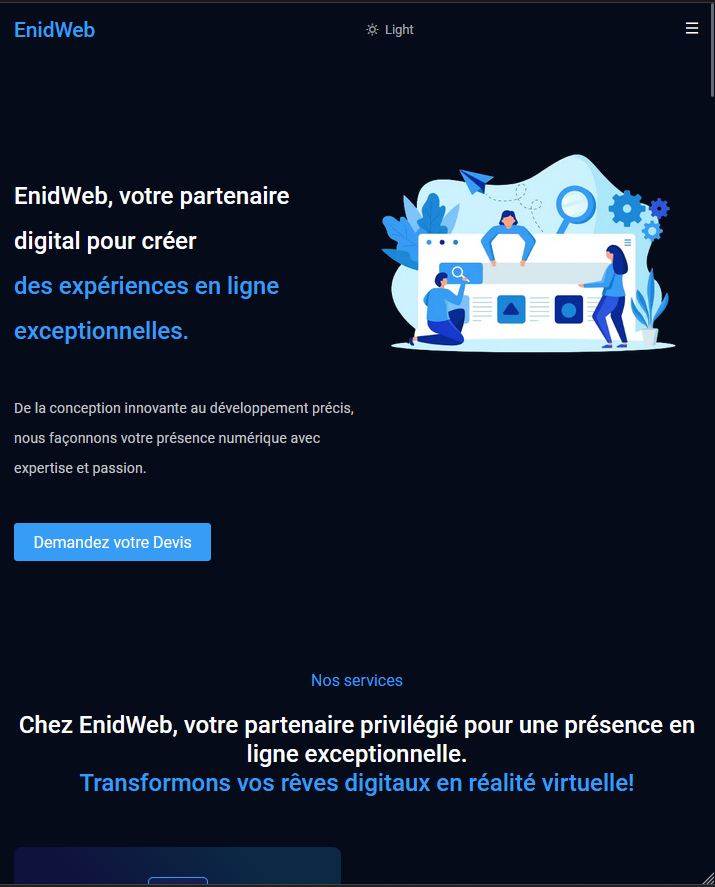 EnidWeb
Light
EnidWeb, votre partenaire
digital pour créer
des expériences en ligne
exceptionnelles.
De la conception innovante au développement précis,
nous façonnons votre présence numérique avec
expertise et passion.
Demandez votre Devis
Nos services
Chez EnidWeb, votre partenaire privilégié pour une présence en
ligne exceptionnelle.
Transformons vos rêves digitaux en réalité virtuelle!